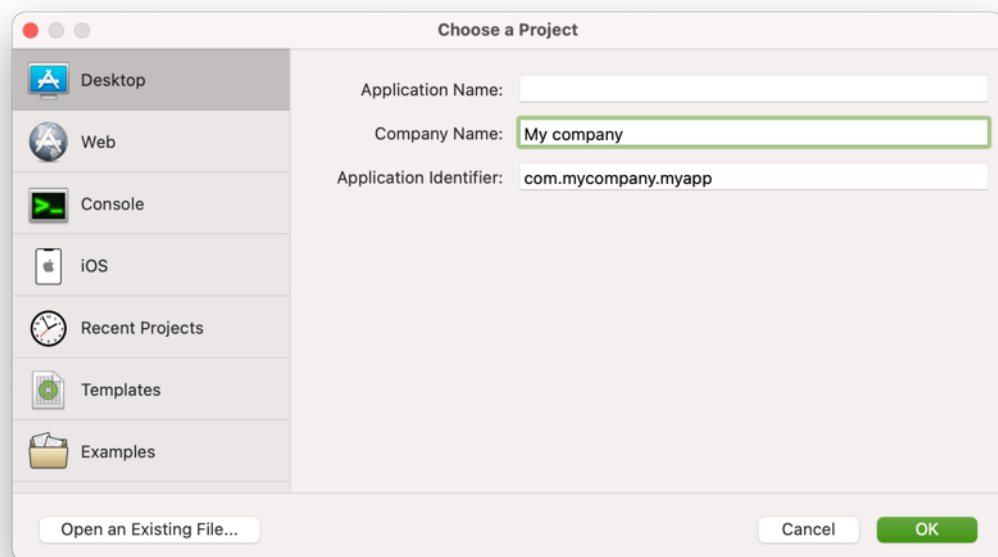 Choose a Project
Desktop
Web
Console
iOS
Recent Projects
Templates
Examples
Application Name:
Company Name: My company
Application Identifier: com.mycompany.myapp
Open an Existing File...
Cancel
OK